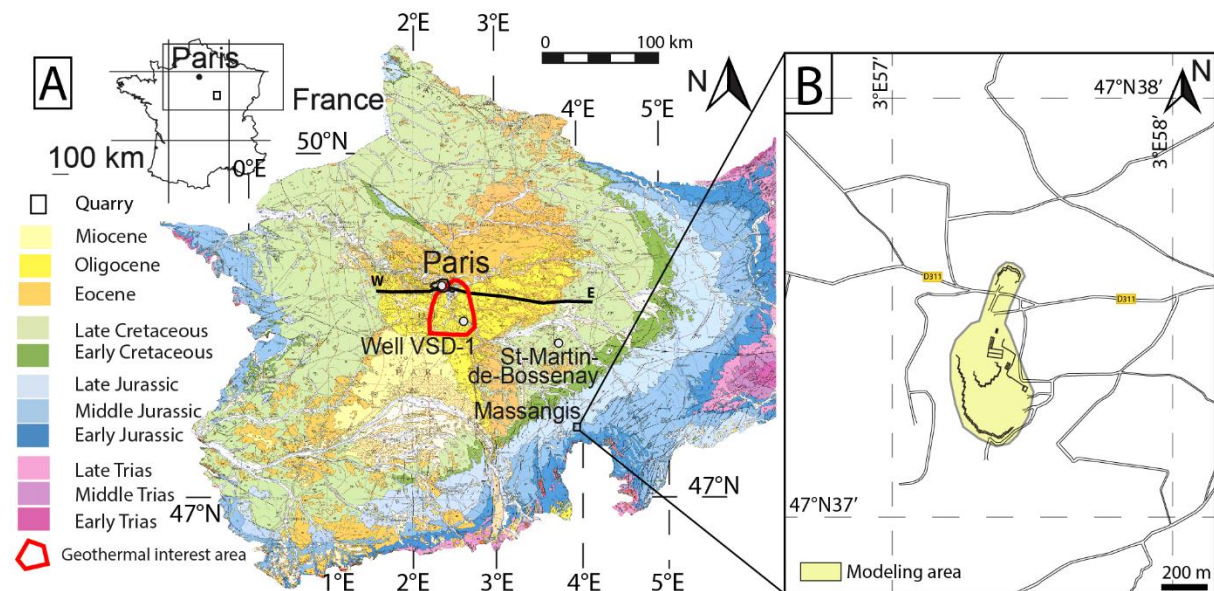 A
Paris
France
100 km
0°E
2°E
3°E
0
100 km
N
4°E
5°E
50°N
Quarry
Miocene
Oligocene
Eocene
Late Cretaceous
Early Cretaceous
Late Jurassic
Middle Jurassic
Early Jurassic
Late Trias
Middle Trias
Early Trias
Geothermal interest area
Paris
W
E
Well VSD-1
St-Martin-
de-Bossenay
Massangis
47°N
47°N
1°E
2°E
3°E
4°E
5°E
B
3°E57'
47°N38'
N
3°E58'
D311
D311
47°N37'
Modeling area
200 m